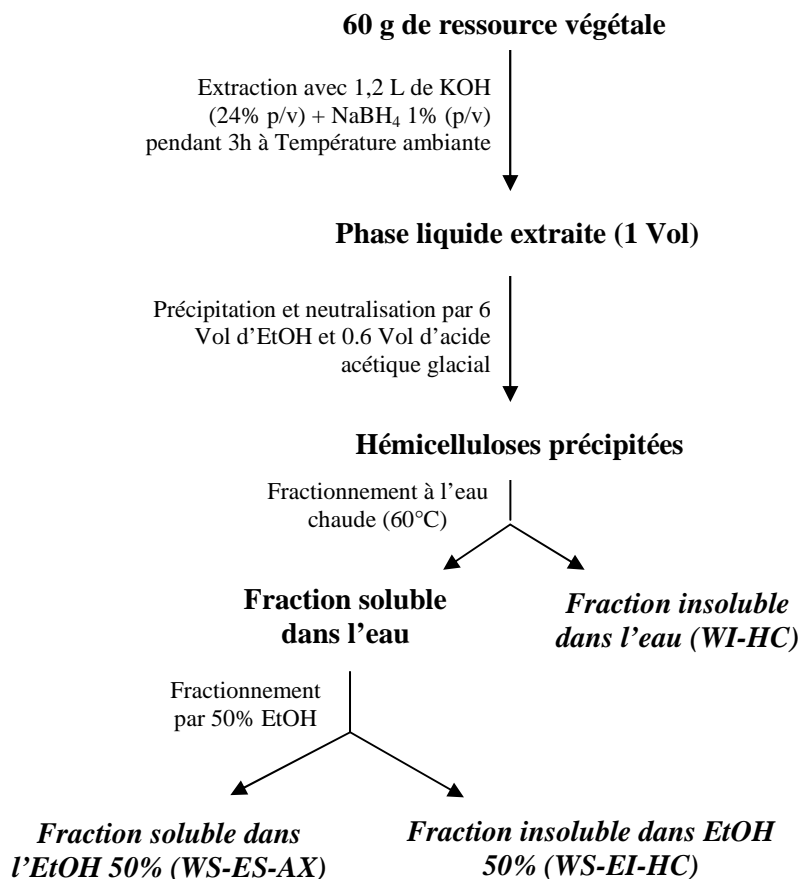 60 g de ressource végétale
Extraction avec 1,2 L de KOH
(24% p/v) + NaBH₄ 1% (p/v)
pendant 3h à Température ambiante
Phase liquide extraite (1 Vol)
Précipitation et neutralisation par 6
Vol d’EtOH et 0.6 Vol d’acide
acétique glacial
Hémicelluloses précipitées
Fractionnement à l’eau
chaude (60°C)
Fraction soluble
dans l’eau
Fraction insoluble
dans l’eau (WI-HC)
Fractionnement
par 50% EtOH
Fraction soluble dans
l’EtOH 50% (WS-ES-AX)
Fraction insoluble dans EtOH
50% (WS-EI-HC)